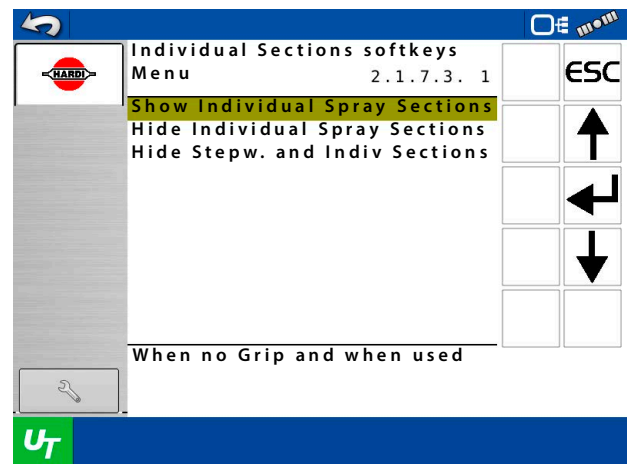 Individual Sections softkeys
Menu 2.1.7.3. 1
HARDI
ESC
Show Individual Spray Sections
Hide Individual Spray Sections
Hide Stepw. and Indiv Sections
When no Grip and when used
UT